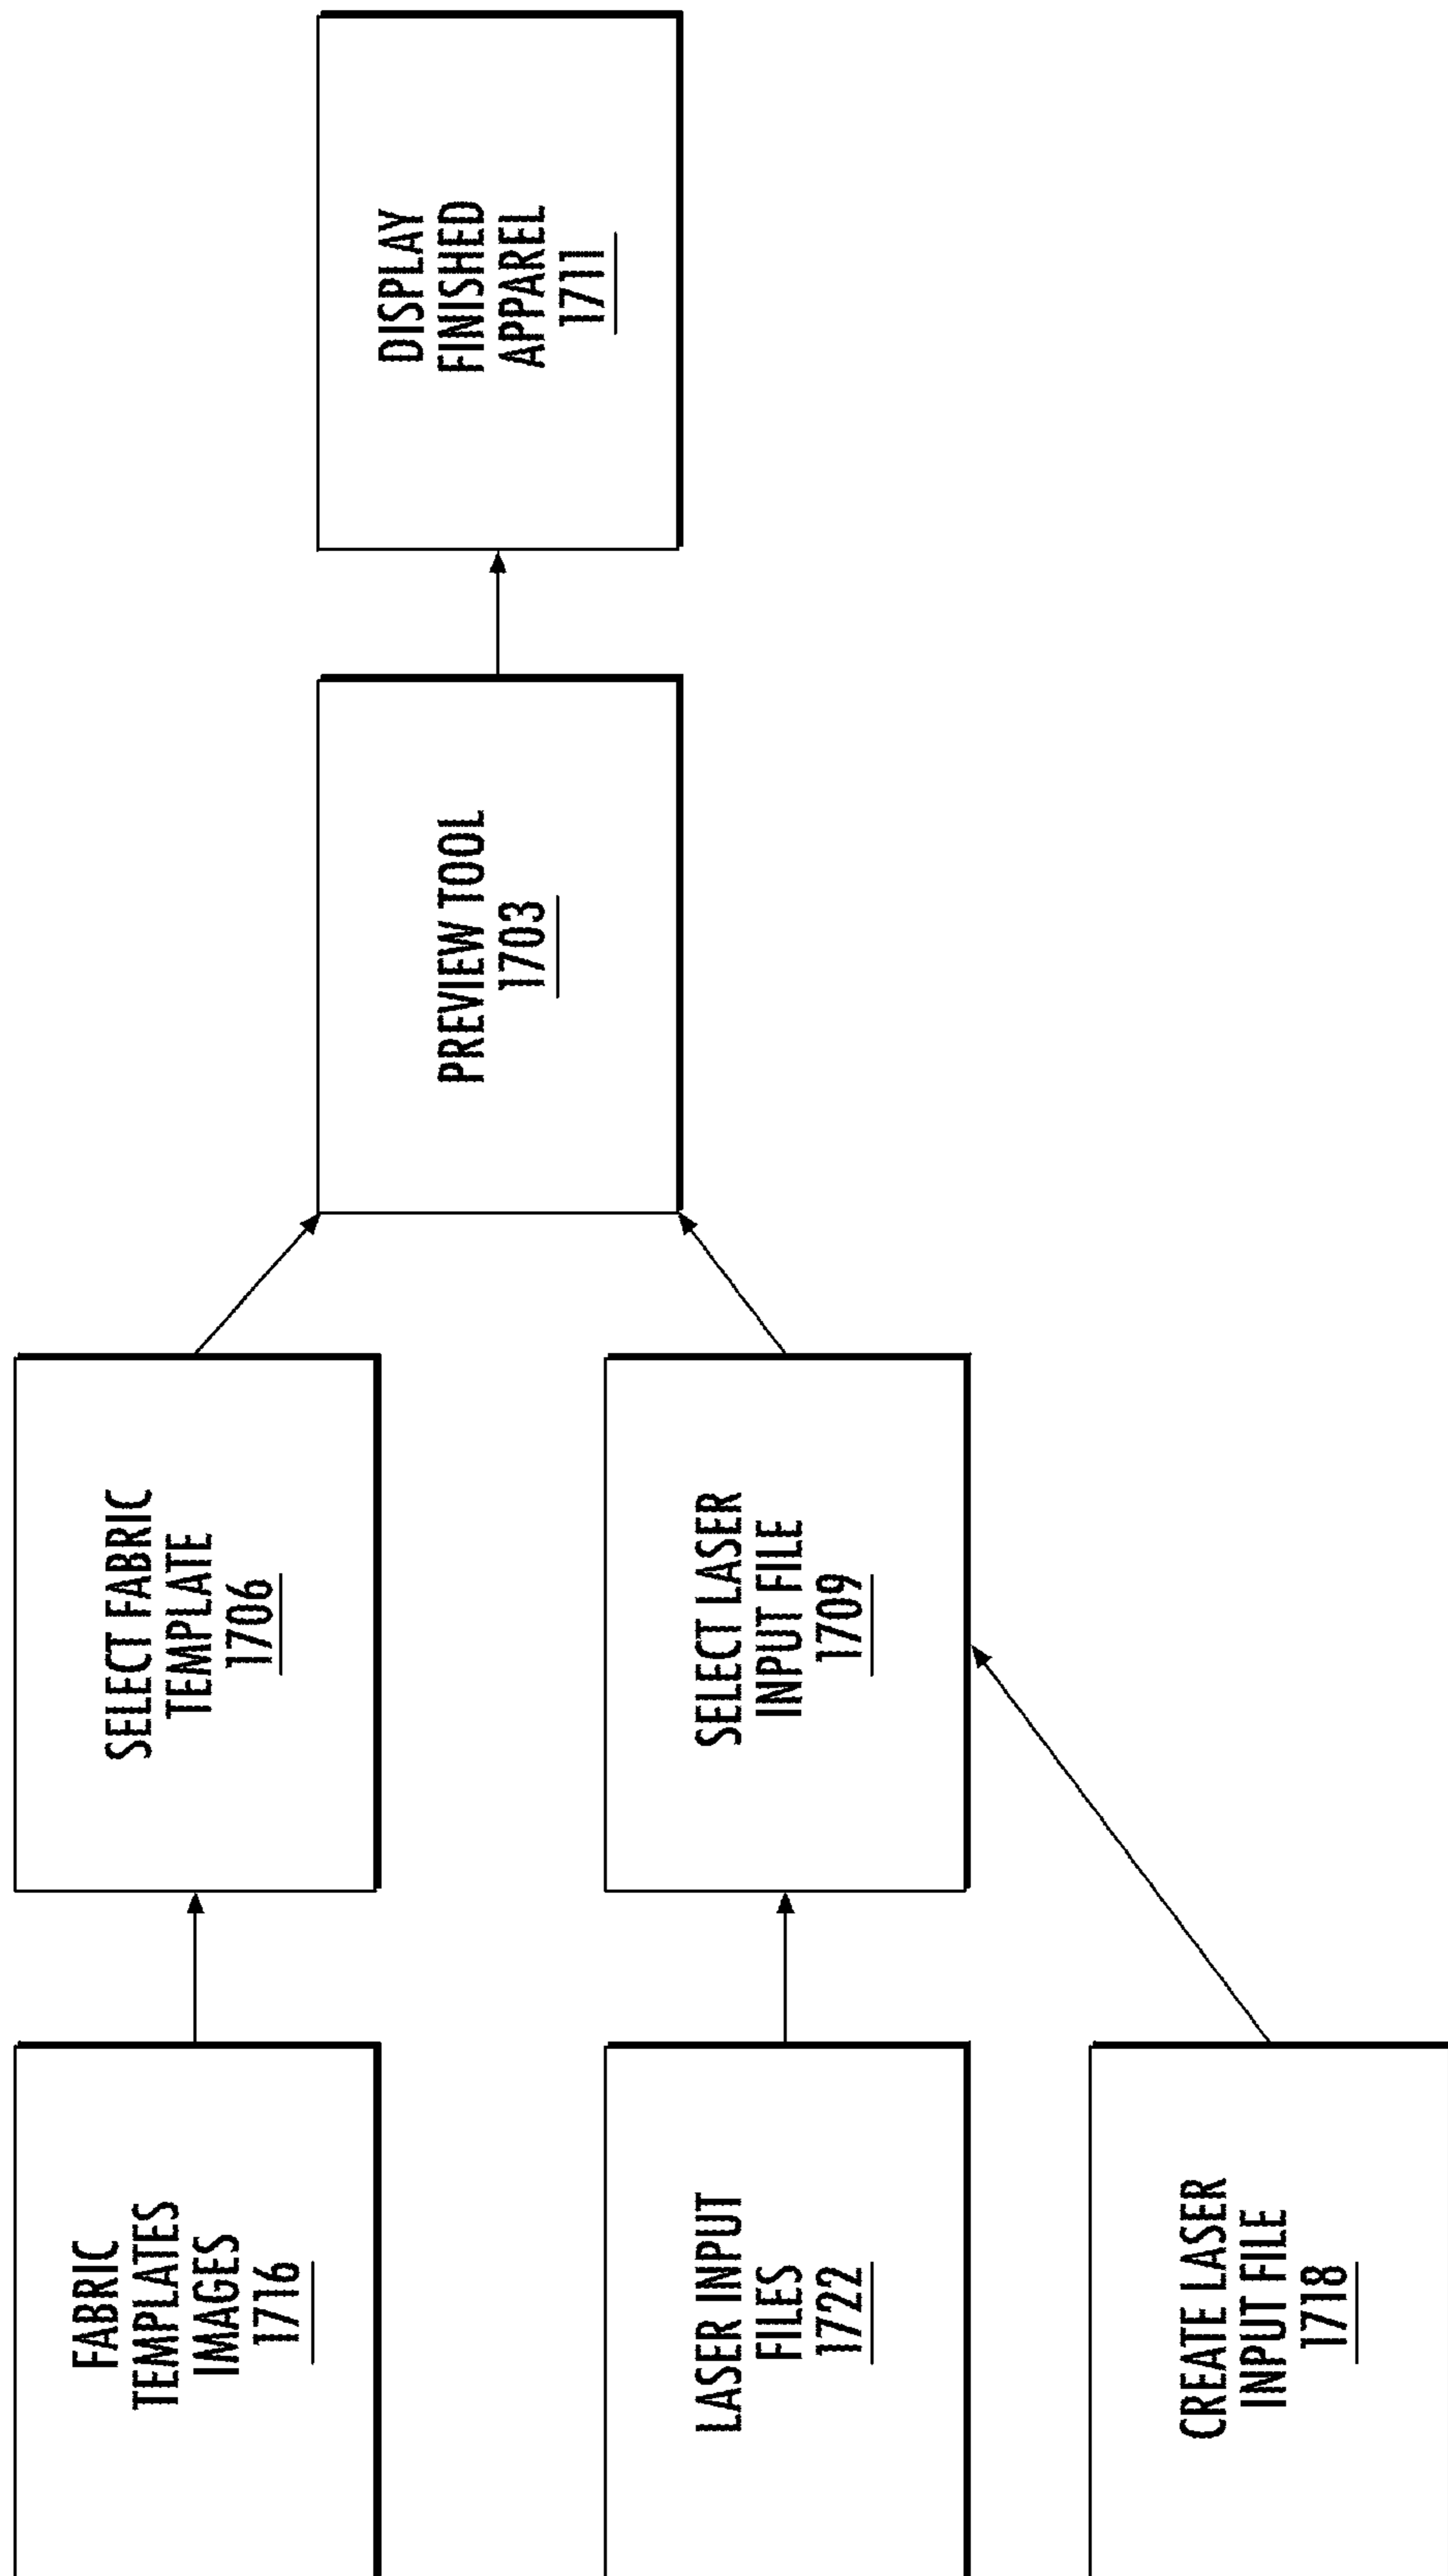 FABRIC
TEMPLATES
IMAGES
1716
SELECT FABRIC
TEMPLATE
1706
LASER INPUT
FILES
1722
SELECT LASER
INPUT FILE
1709
CREATE LASER
INPUT FILE
1718
PREVIEW TOOL
1703
DISPLAY
FINISHED
APPAREL
1711